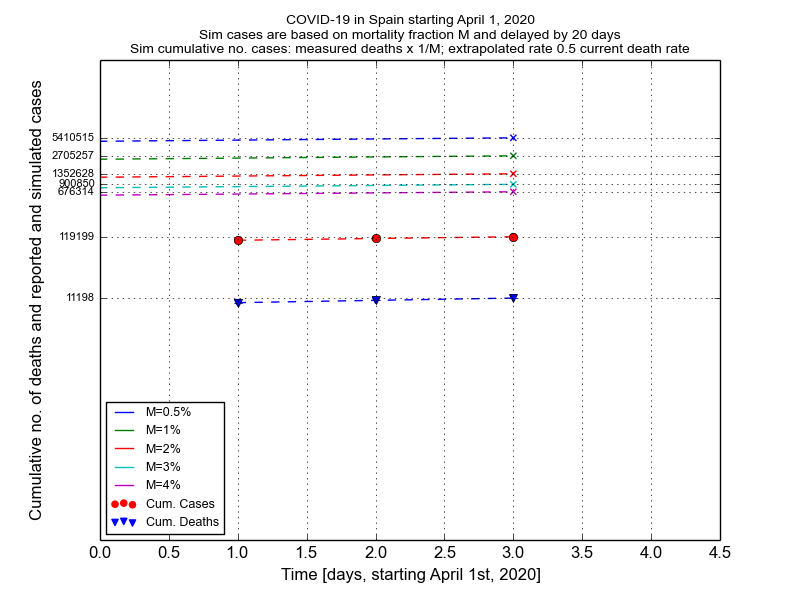 COVID-19 in Spain starting April 1, 2020
Sim cases are based on mortality fraction M and delayed by 20 days
Sim cumulative no. cases: measured deaths x 1/M; extrapolated rate 0.5 current death rate
Cumulative no. of deaths and reported and simulated cases
5410515
2705257
1352628
900850
676314
119199
11198
M=0.5%
M=1%
M=2%
M=3%
M=4%
Cum. Cases
Cum. Deaths
0.0 0.5 1.0 1.5 2.0 2.5 3.0 3.5 4.0 4.5
Time [days, starting April 1st, 2020]